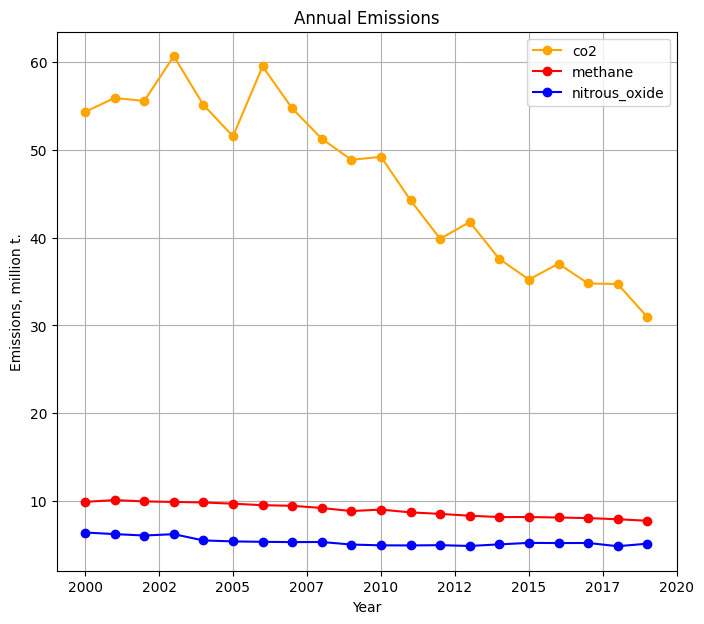 Annual Emissions
co2
methane
nitrous_oxide
Emissions, million t.
60
50
40
30
20
10
2000 2002 2005 2007 2010 2012 2015 2017 2020
Year